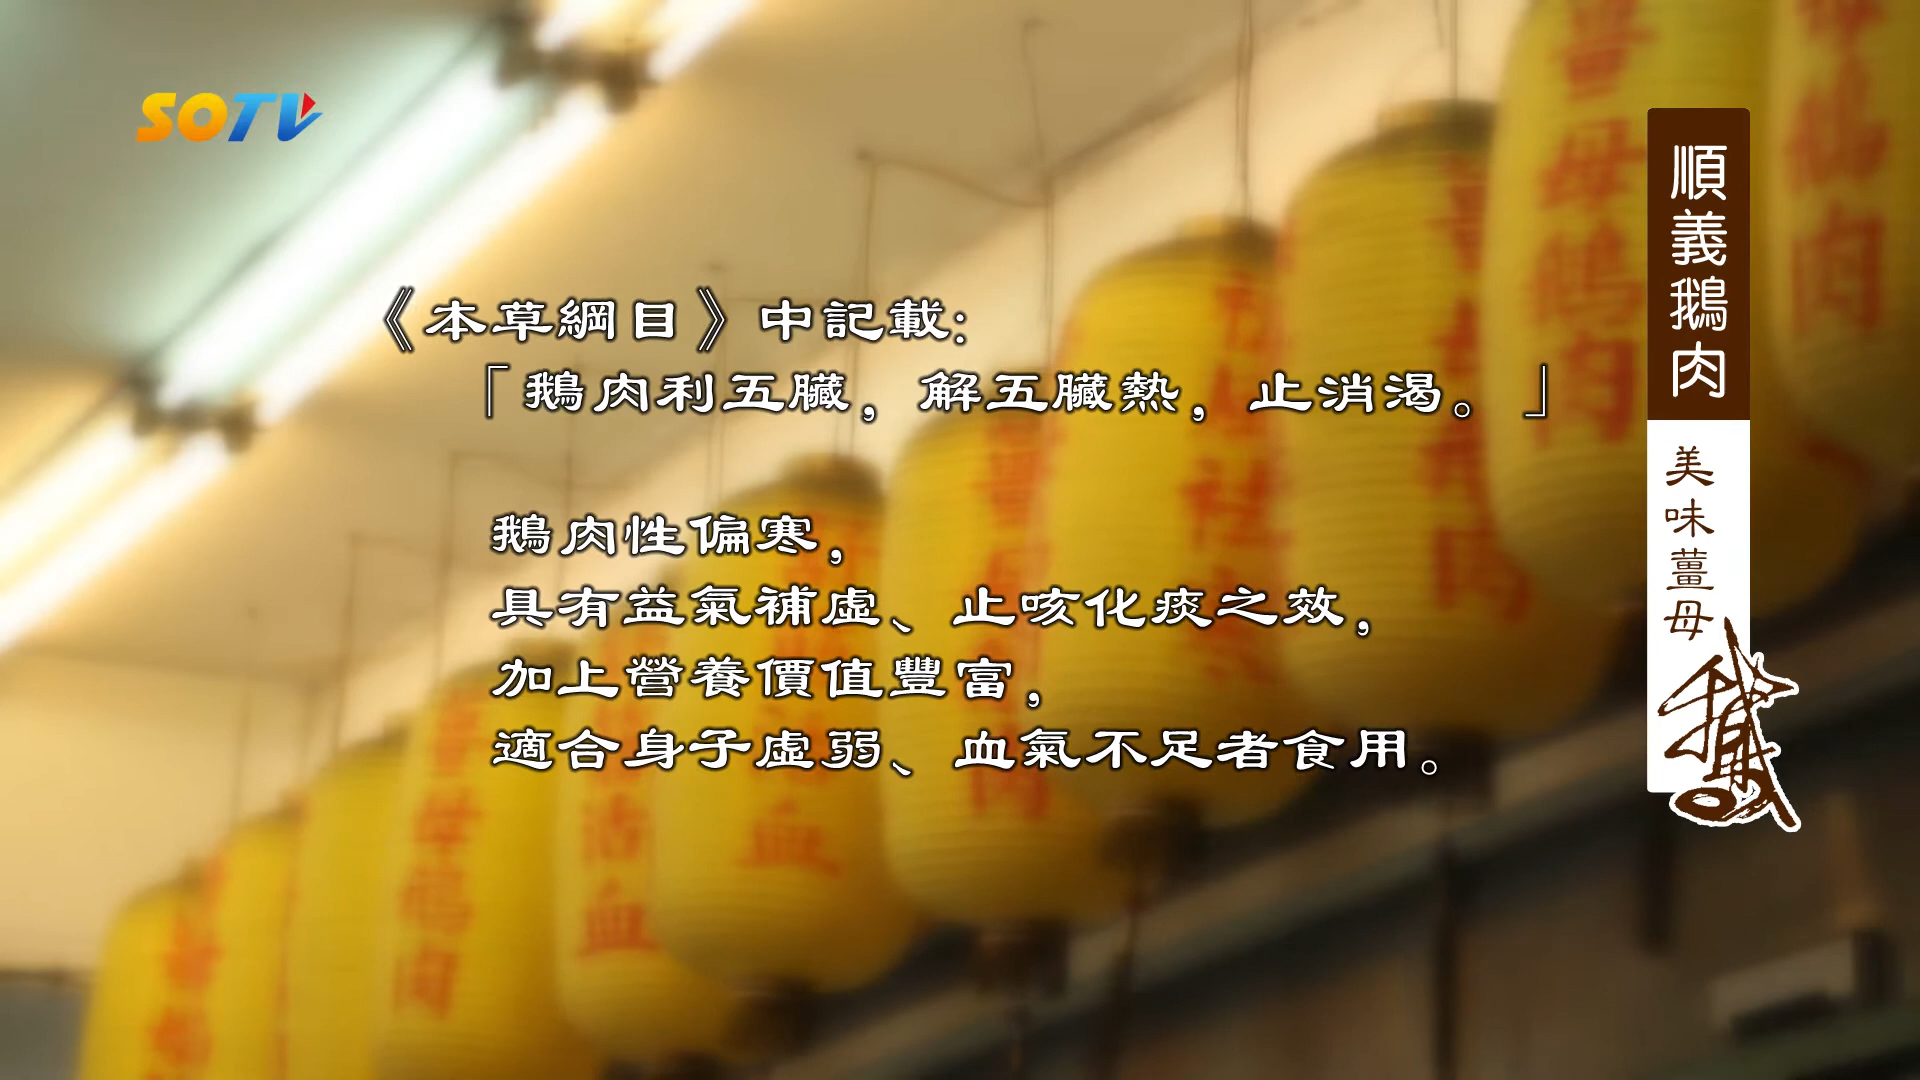 SOTV
《本草綱目》中記載:
「鵝肉利五臟，解五臟熱，止消渴。」
鵝肉性偏寒，
具有益氣補虛、止咳化痰之效，
加上營養價值豐富，
適合身子虛弱、血氣不足者食用。
順義鵝肉
美味薑母
鵝